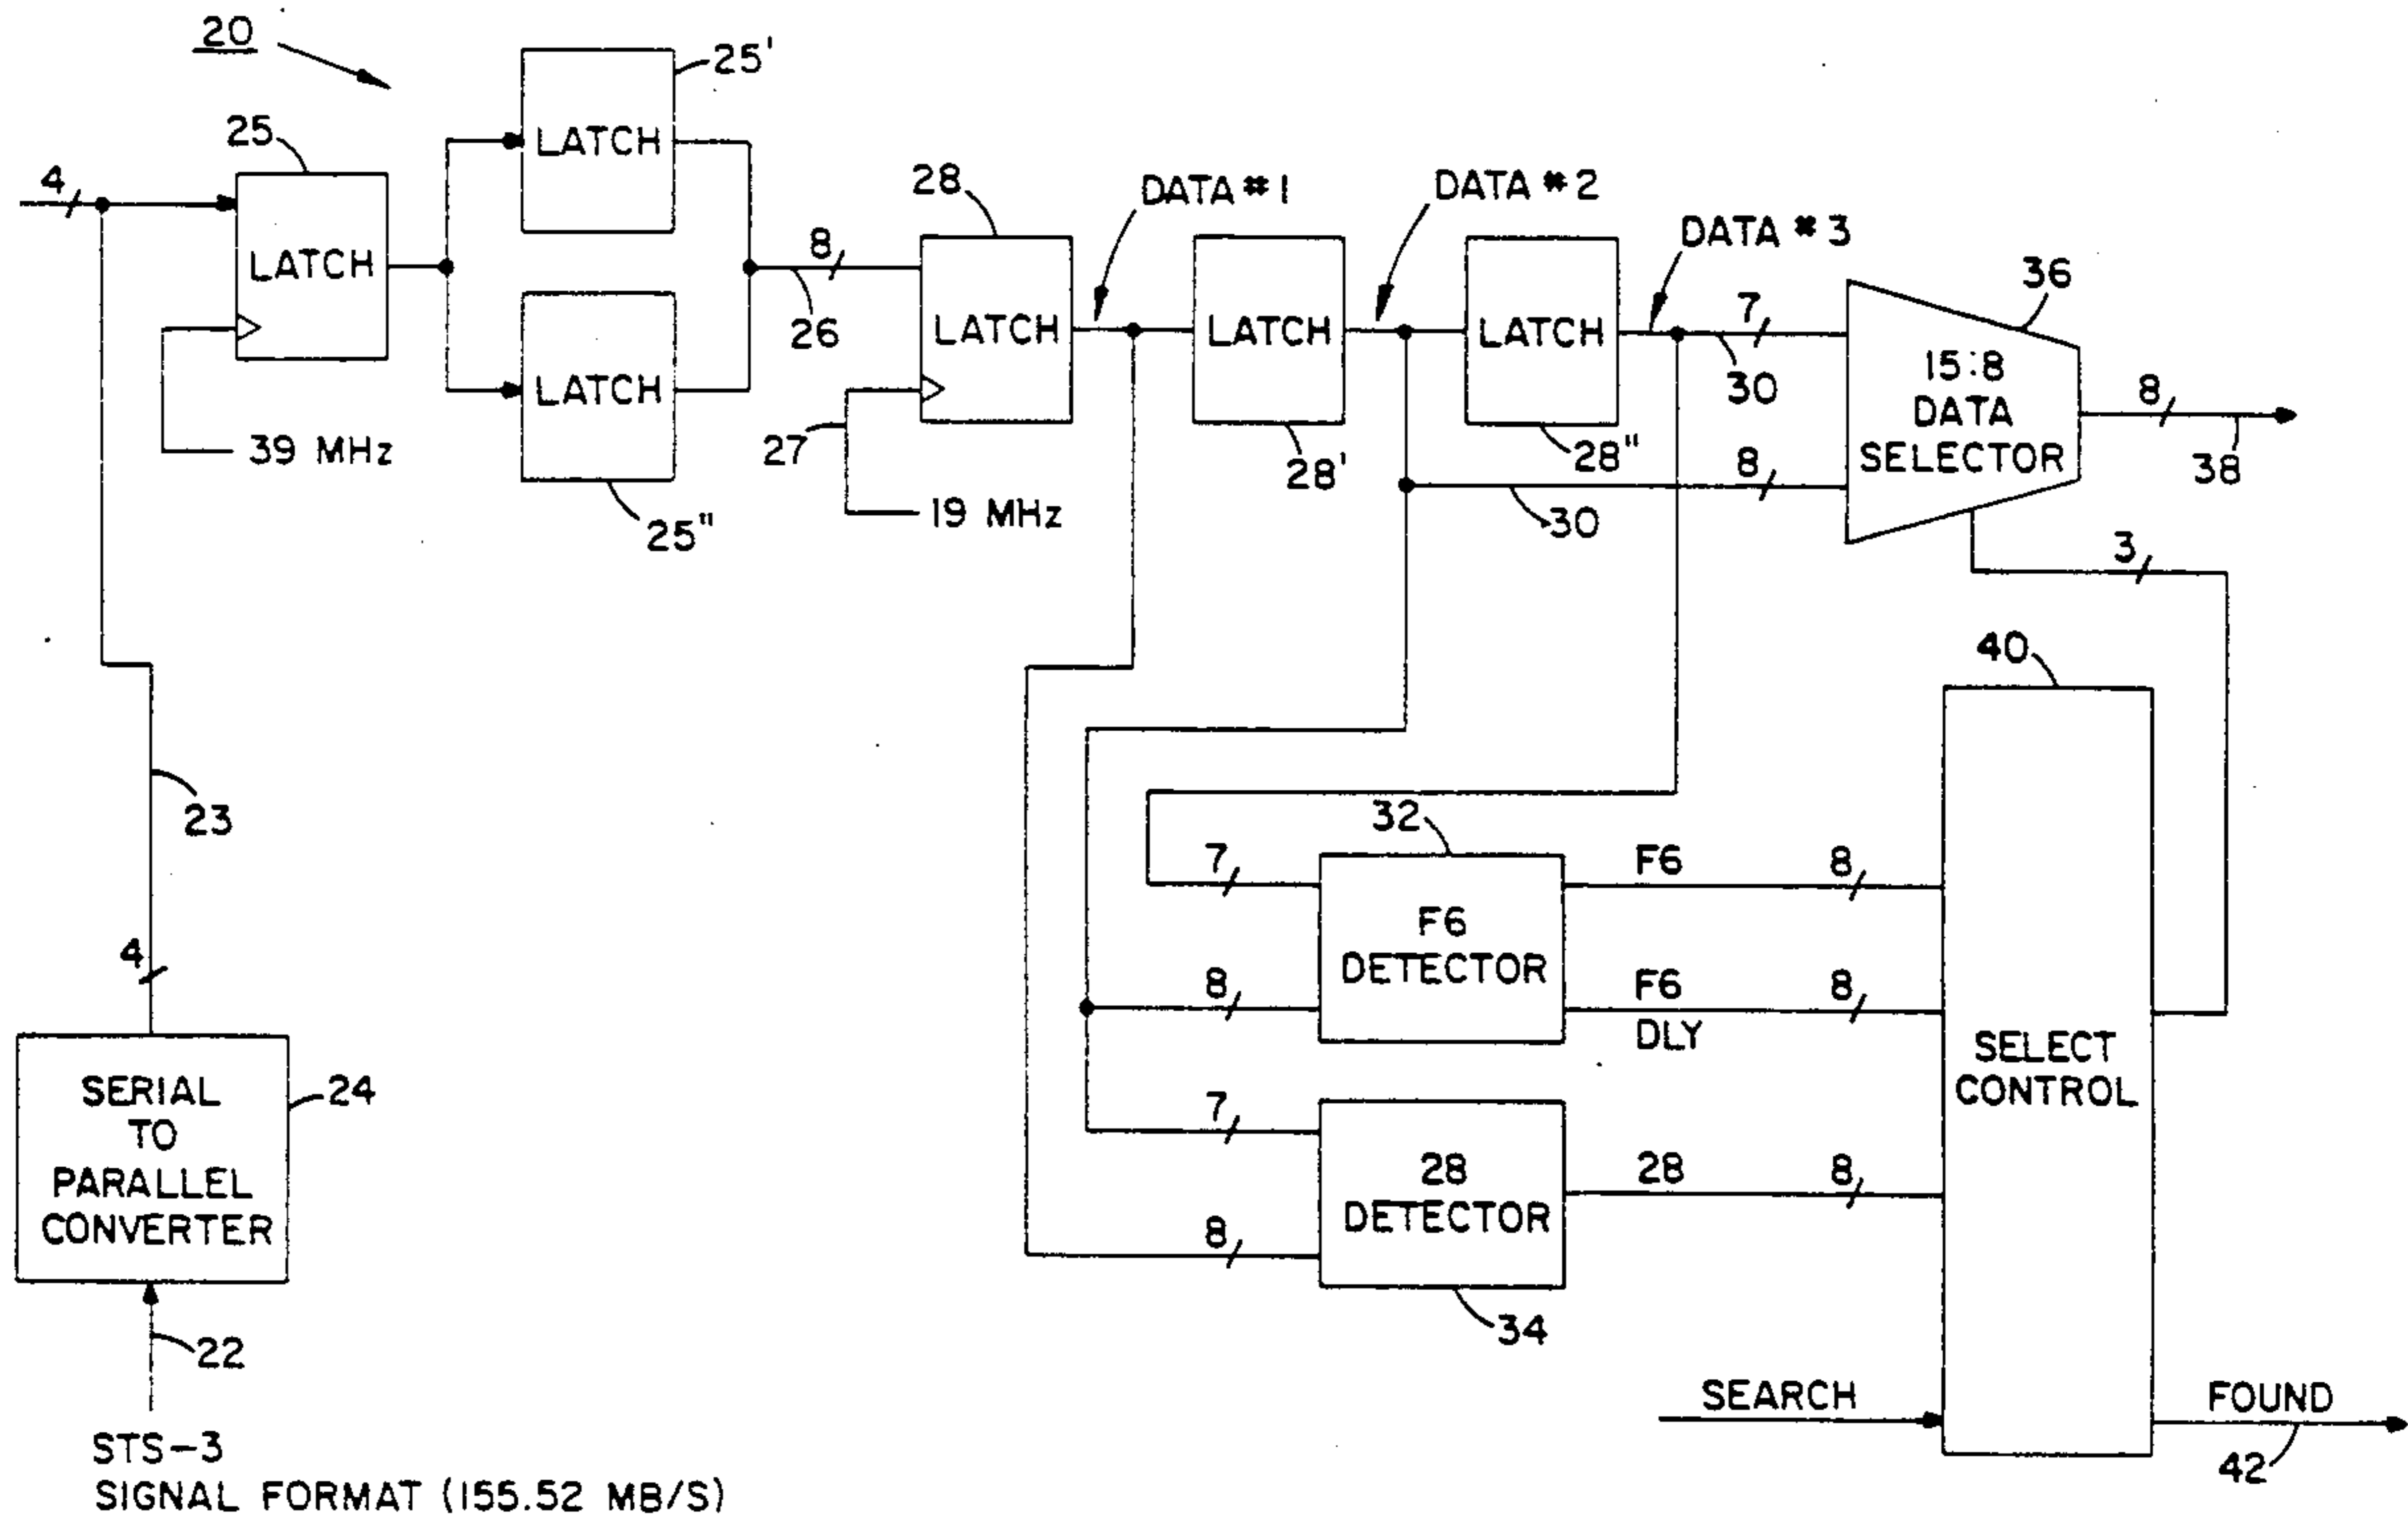 20
25'
LATCH
25
4
LATCH
39 MHz
LATCH
25"
8
26
28
LATCH
27
19 MHz
DATA #1
LATCH
28'
DATA #2
LATCH
28"
DATA #3
7
30
8
30
36
15:8
DATA
SELECTOR
8
38
3
40
23
4
SERIAL
TO
PARALLEL
CONVERTER
24
22
STS-3
SIGNAL FORMAT (155.52 MB/S)
32
7
8
F6
DETECTOR
F6
8
F6
DLY
8
7
8
28
DETECTOR
34
28
8
SELECT
CONTROL
SEARCH
FOUND
42